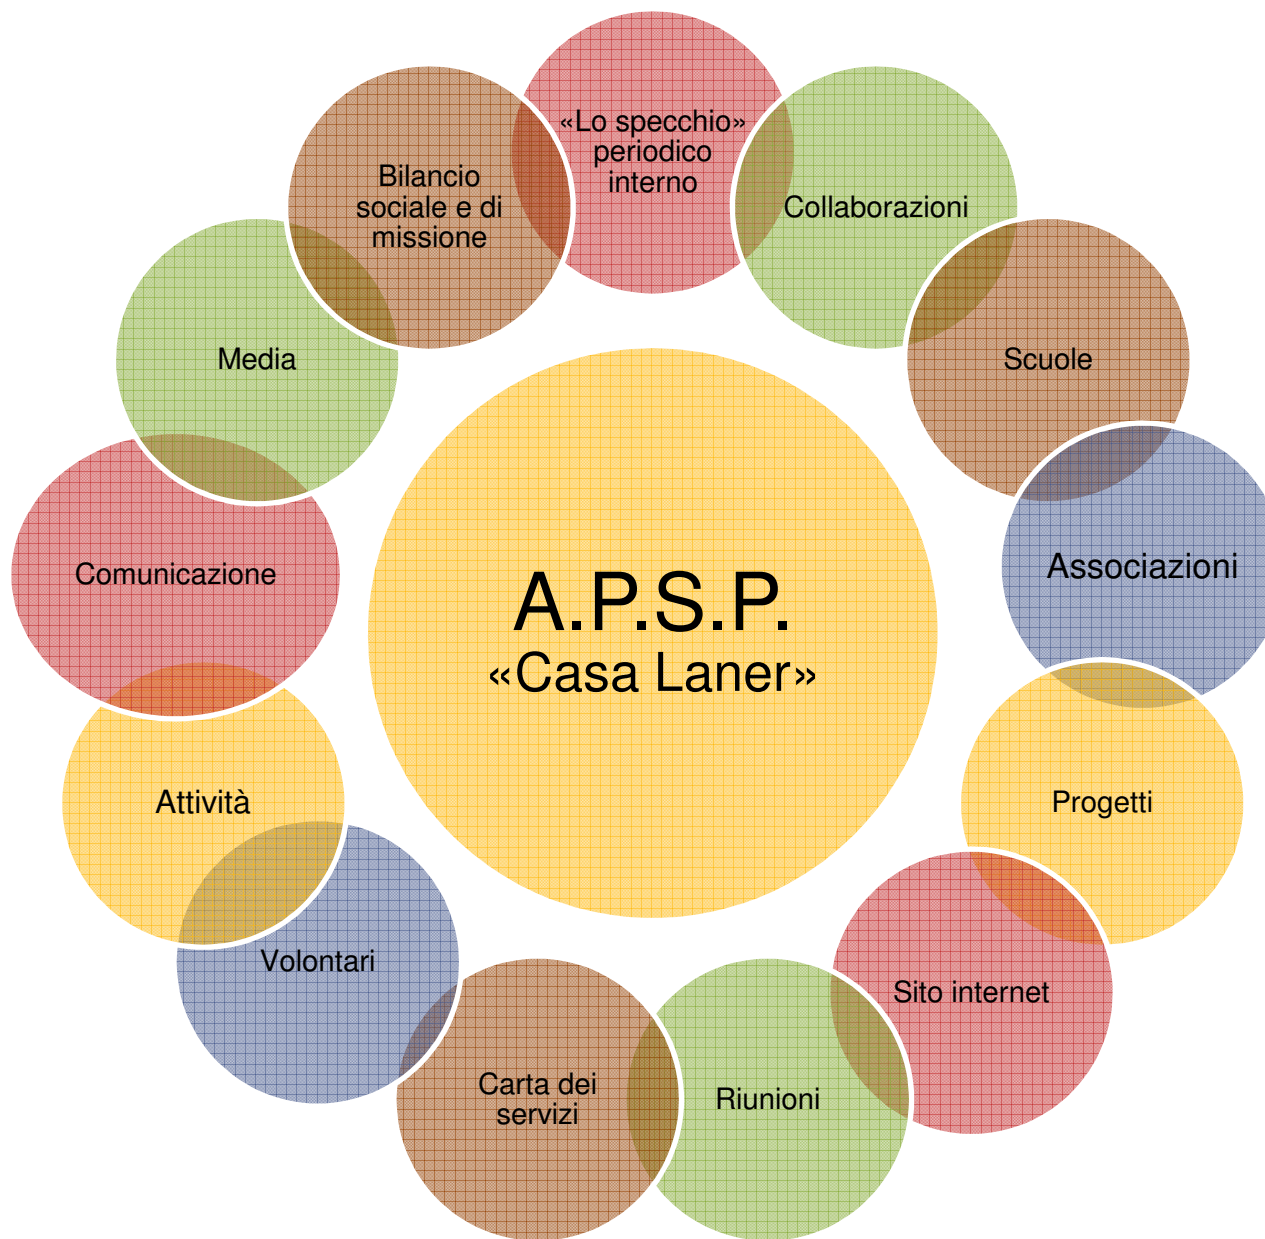 «Lo specchio»
periodico
interno
Collaborazioni
Scuole
Associazioni
Progetti
Sito internet
Riunioni
Carta dei
servizi
Volontari
Attività
Comunicazione
Media
Bilancio
sociale e di
missione
A.P.S.P.
«Casa Laner»